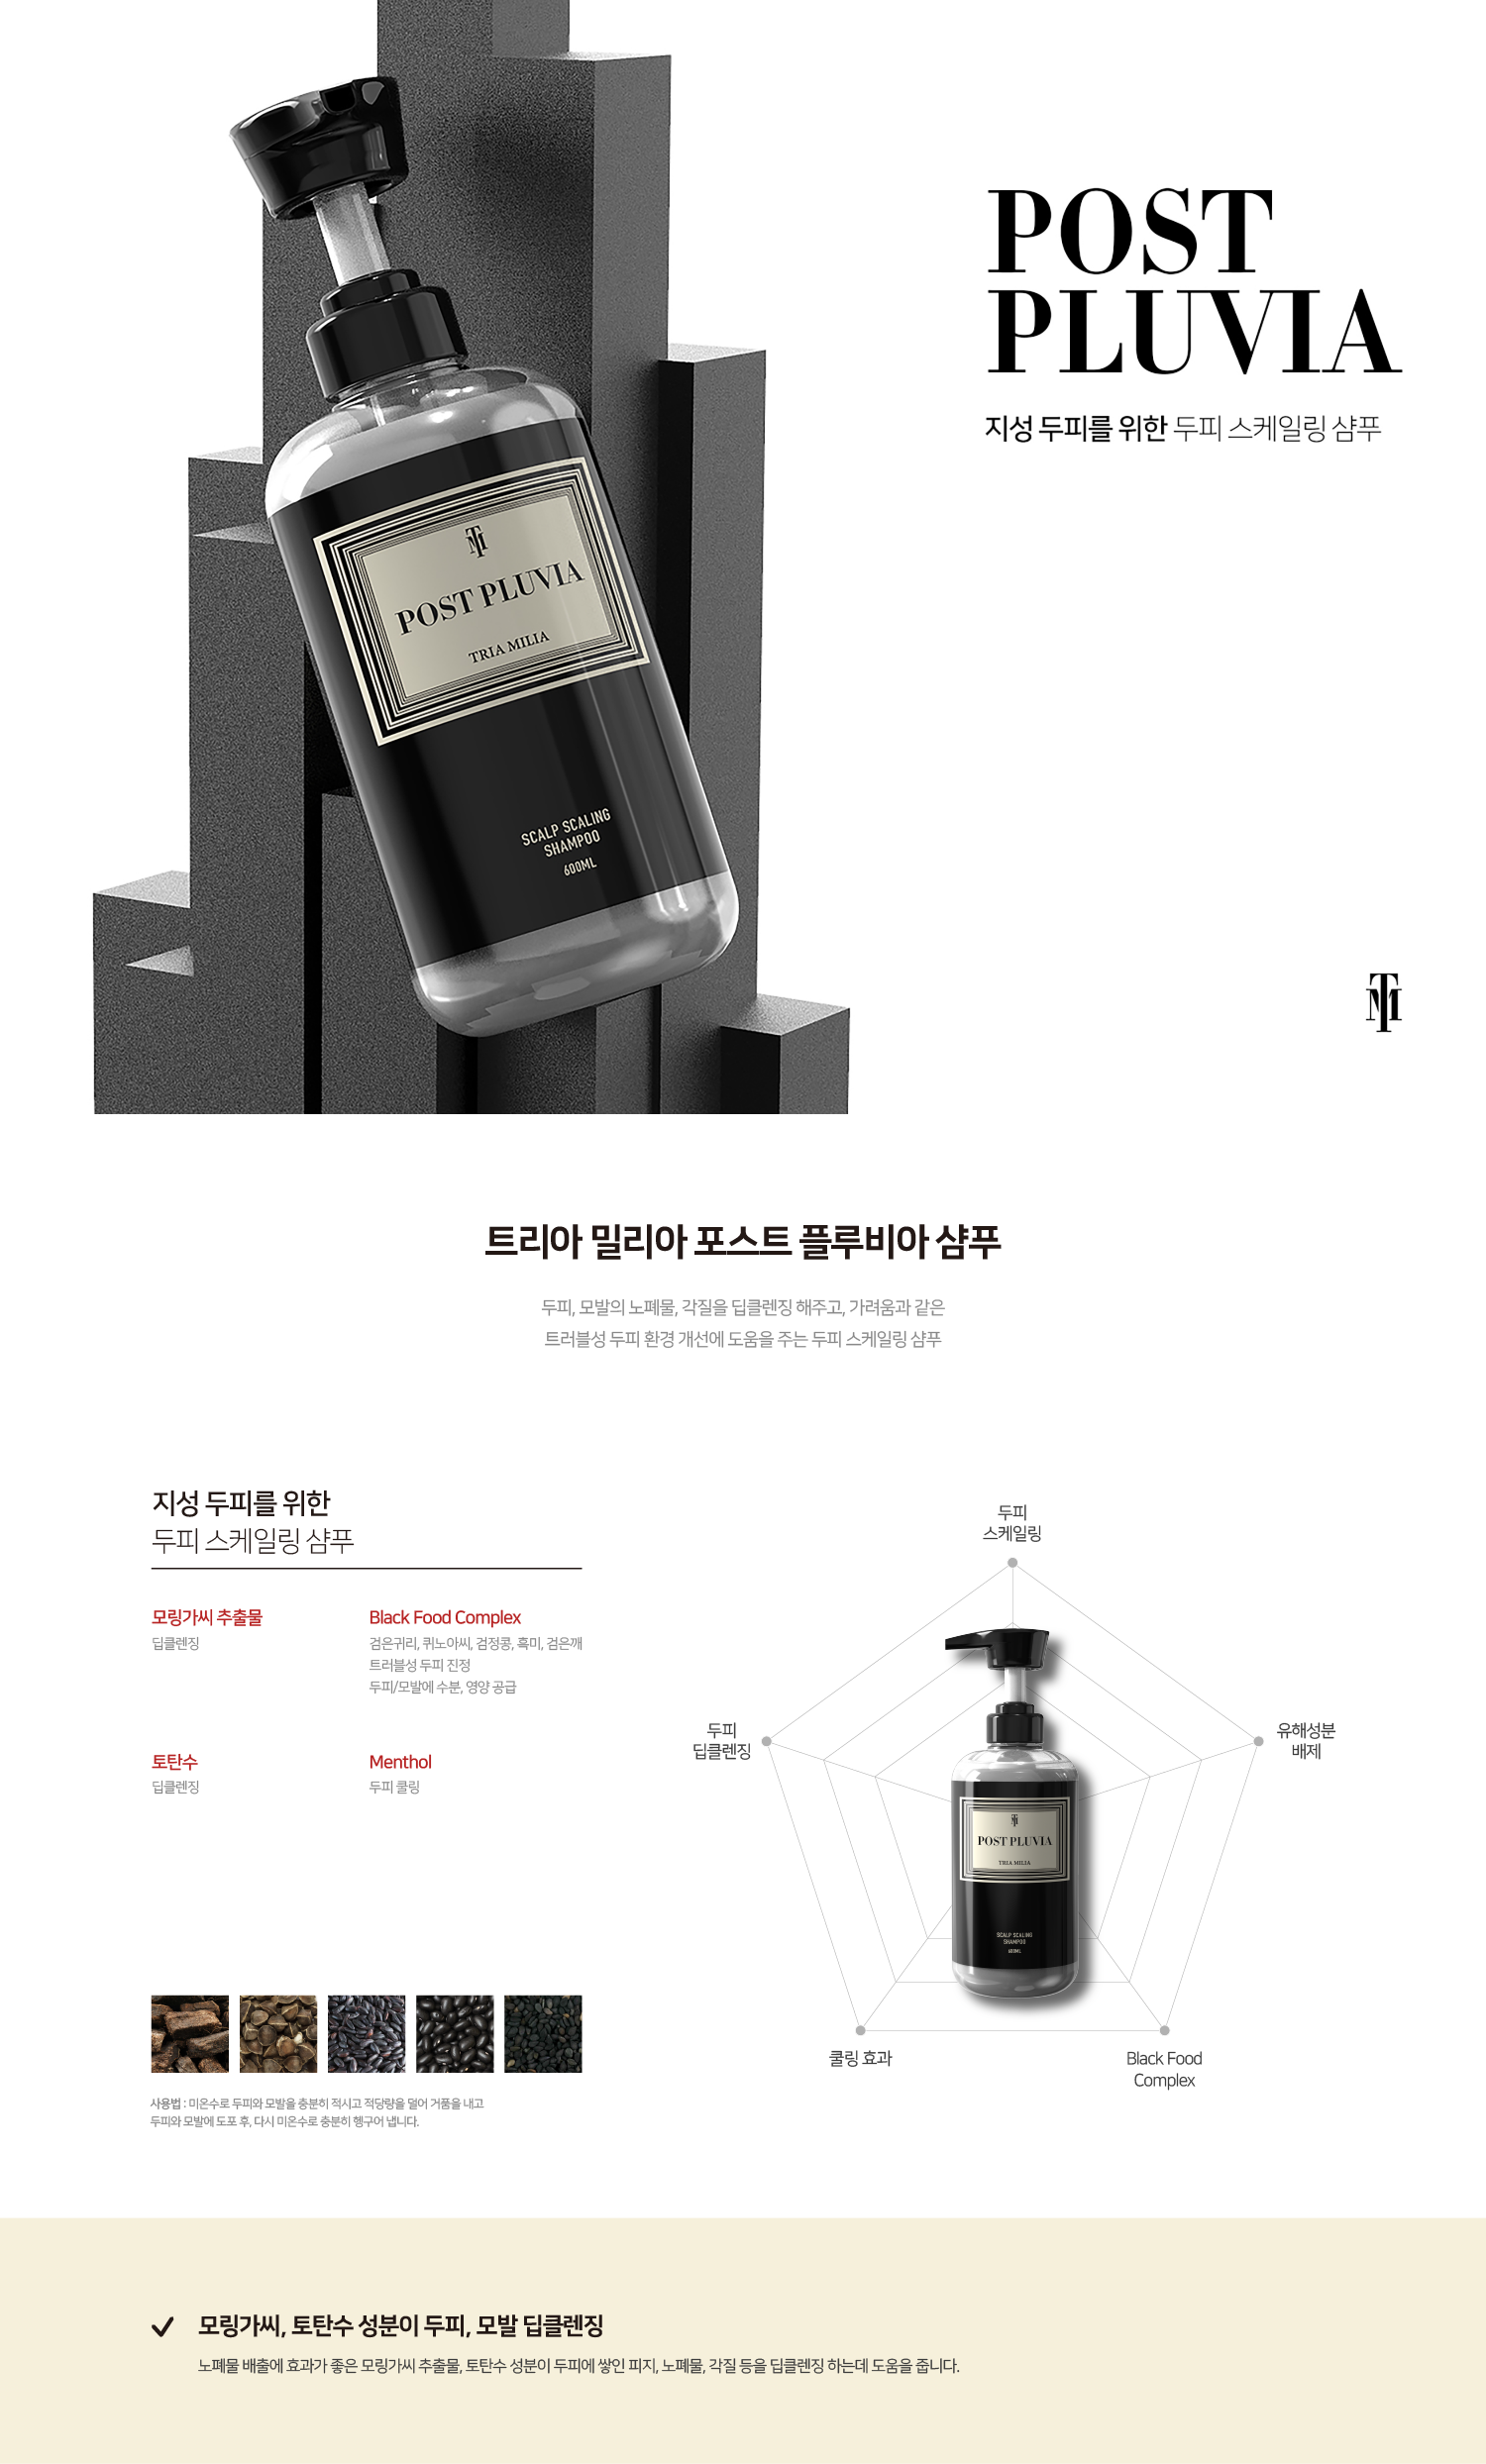 POST
PLUVIA
지성 두피를 위한 두피 스케일링 샴푸
TM
POST PLUVIA
TRIA MILIA
SCALP SCALING
SHAMPOO
600ML
TM
트리아 밀리아 포스트 플루비아 샴푸
두피, 모발의 노폐물, 각질을 딥클렌징 해주고, 가려움과 같은
트러블성 두피 환경 개선에 도움을 주는 두피 스케일링 샴푸
지성 두피를 위한
두피 스케일링 샴푸
모링가씨 추출물
딥클렌징
Black Food Complex
검은귀리, 퀴노아씨, 검정콩, 흑미, 검은깨
트러블성 두피 진정
두피/모발에 수분, 영양 공급
토탄수
딥클렌징
Menthol
두피 쿨링
두피
스케일링
두피
딥클렌징
유해성분
배제
TM
POST PLUVIA
TRIA MILIA
SCALP SCALING
SHAMPOO
600ML
쿨링 효과
Black Food
Complex
사용법 : 미온수로 두피와 모발을 충분히 적시고 적당량을 덜어 거품을 내고
두피와 모발에 도포 후, 다시 미온수로 충분히 헹구어 냅니다.
모링가씨, 토탄수 성분이 두피, 모발 딥클렌징
노폐물 배출에 효과가 좋은 모링가씨 추출물, 토탄수 성분이 두피에 쌓인 피지, 노폐물, 각질 등을 딥클렌징 하는데 도움을 줍니다.